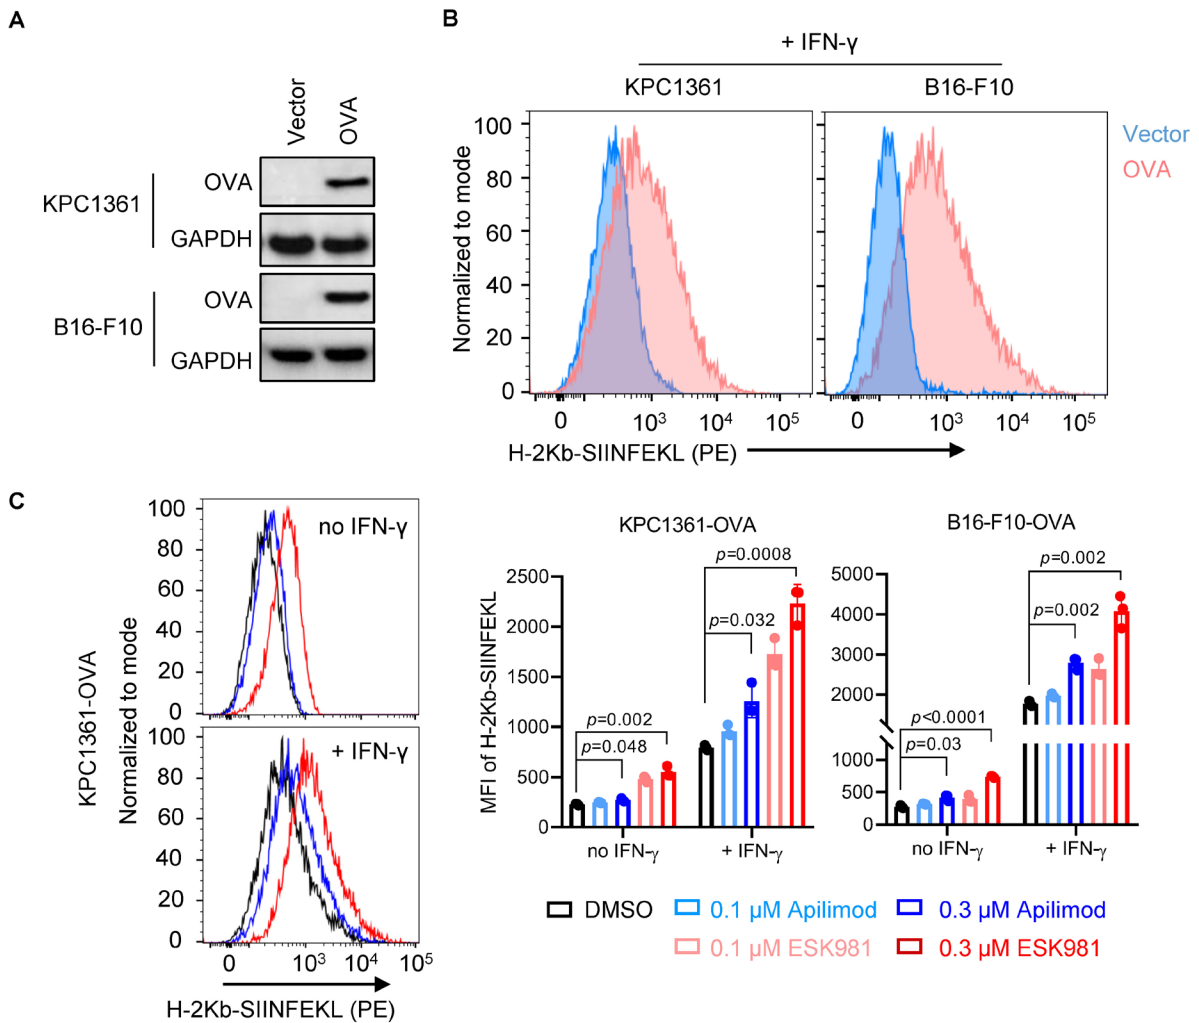 A
Vector
OVA
KPC1361
OVA
GAPDH
B16-F10
OVA
GAPDH
B
+ IFN-γ
KPC1361
B16-F10
Vector
OVA
Normalized to mode
100
80
60
40
20
0
0 10³ 10⁴ 10⁵
0 10³ 10⁴ 10⁵
H-2Kb-SIINFEKL (PE)
C
KPC1361-OVA
Normalized to mode
100
80
60
40
20
0
no IFN-γ
100
80
60
40
20
0
+ IFN-γ
0 10³ 10⁴ 10⁵
H-2Kb-SIINFEKL (PE)
KPC1361-OVA
MFI of H-2Kb-SIINFEKL
2500
2000
1500
1000
500
0
p=0.0008
p=0.032
p=0.002
p=0.048
no IFN-γ
+ IFN-γ
B16-F10-OVA
5000
4000
3000
2000
1000
500
0
p=0.002
p=0.002
p<0.0001
p=0.03
no IFN-γ
+ IFN-γ
DMSO
0.1 µM Apilimod
0.3 µM Apilimod
0.1 µM ESK981
0.3 µM ESK981